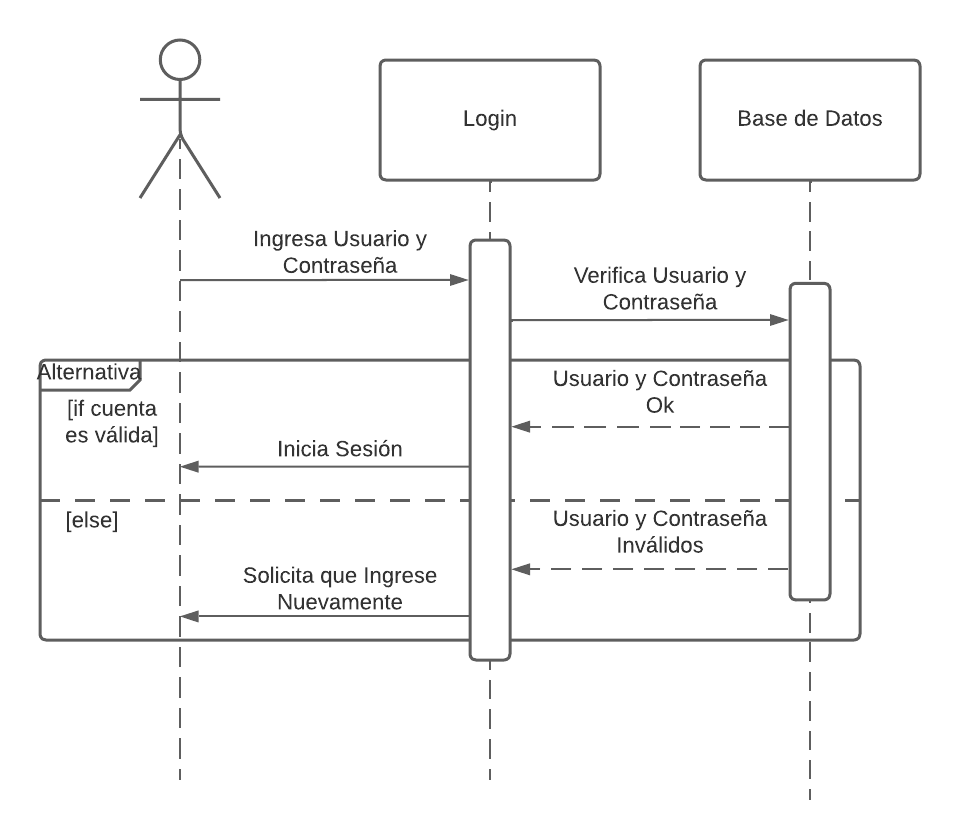 Login
Base de Datos
Ingresa Usuario y
Contraseña
Verifica Usuario y
Contraseña
Alternativa
[if cuenta
es válida]
Usuario y Contraseña
Ok
Inicia Sesión
[else]
Usuario y Contraseña
Inválidos
Solicita que Ingrese
Nuevamente